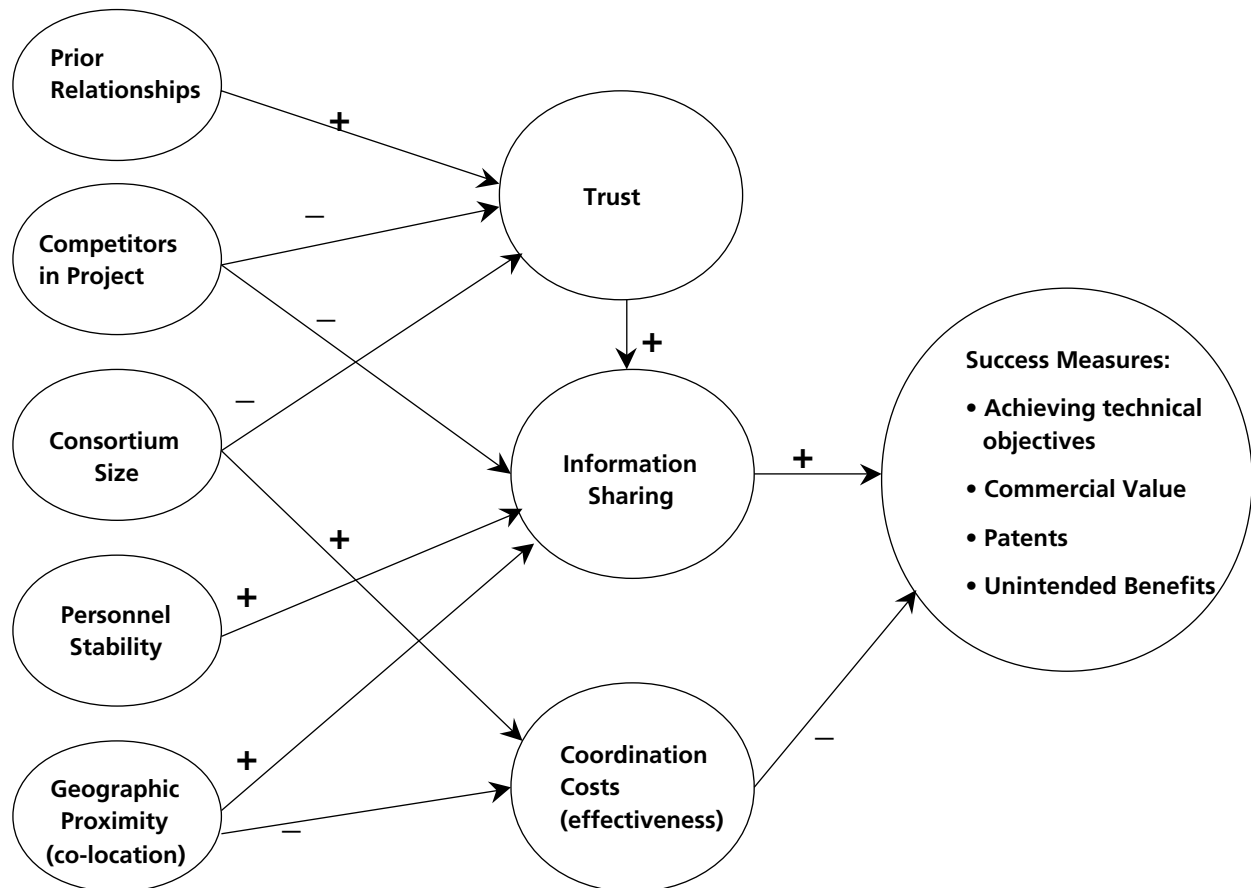 Prior
Relationships
+
Competitors
in Project
–
–
Consortium
Size
–
+
Personnel
Stability
+
Geographic
Proximity
(co-location)
+
–
Trust
+
Information
Sharing
+
Coordination
Costs
(effectiveness)
–
Success Measures:
• Achieving technical
objectives
• Commercial Value
• Patents
• Unintended Benefits